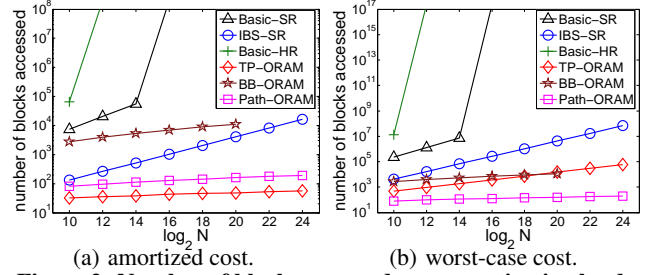 number of blocks accessed
10^8
10^7
10^6
10^5
10^4
10^3
10^2
10^1
10 12 14 16 18 20 22 24
log_2 N
Basic-SR
IBS-SR
Basic-HR
TP-ORAM
BB-ORAM
Path-ORAM
(a) amortized cost.
number of blocks accessed
10^17
10^15
10^13
10^11
10^9
10^7
10^5
10^3
10^1
10 12 14 16 18 20 22 24
log_2 N
Basic-SR
IBS-SR
Basic-HR
TP-ORAM
BB-ORAM
Path-ORAM
(b) worst-case cost.